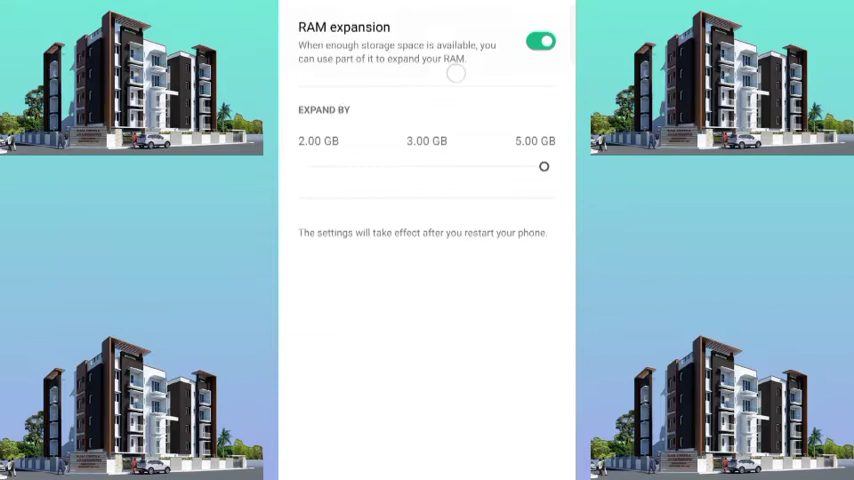 RAM expansion
When enough storage space is available, you
can use part of it to expand your RAM.
EXPAND BY
2.00 GB 3.00 GB 5.00 GB
The settings will take effect after you restart your phone.